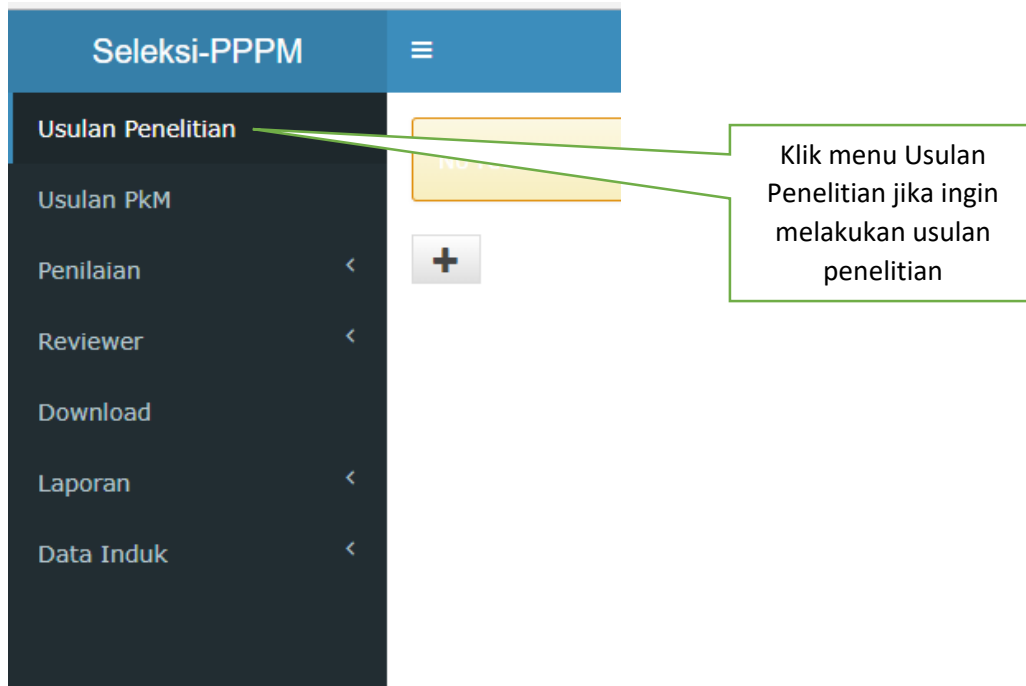 Seleksi-PPPM
Usulan Penelitian
Usulan PkM
Penilaian
Reviewer
Download
Laporan
Data Induk
Klik menu Usulan
Penelitian jika ingin
melakukan usulan
penelitian